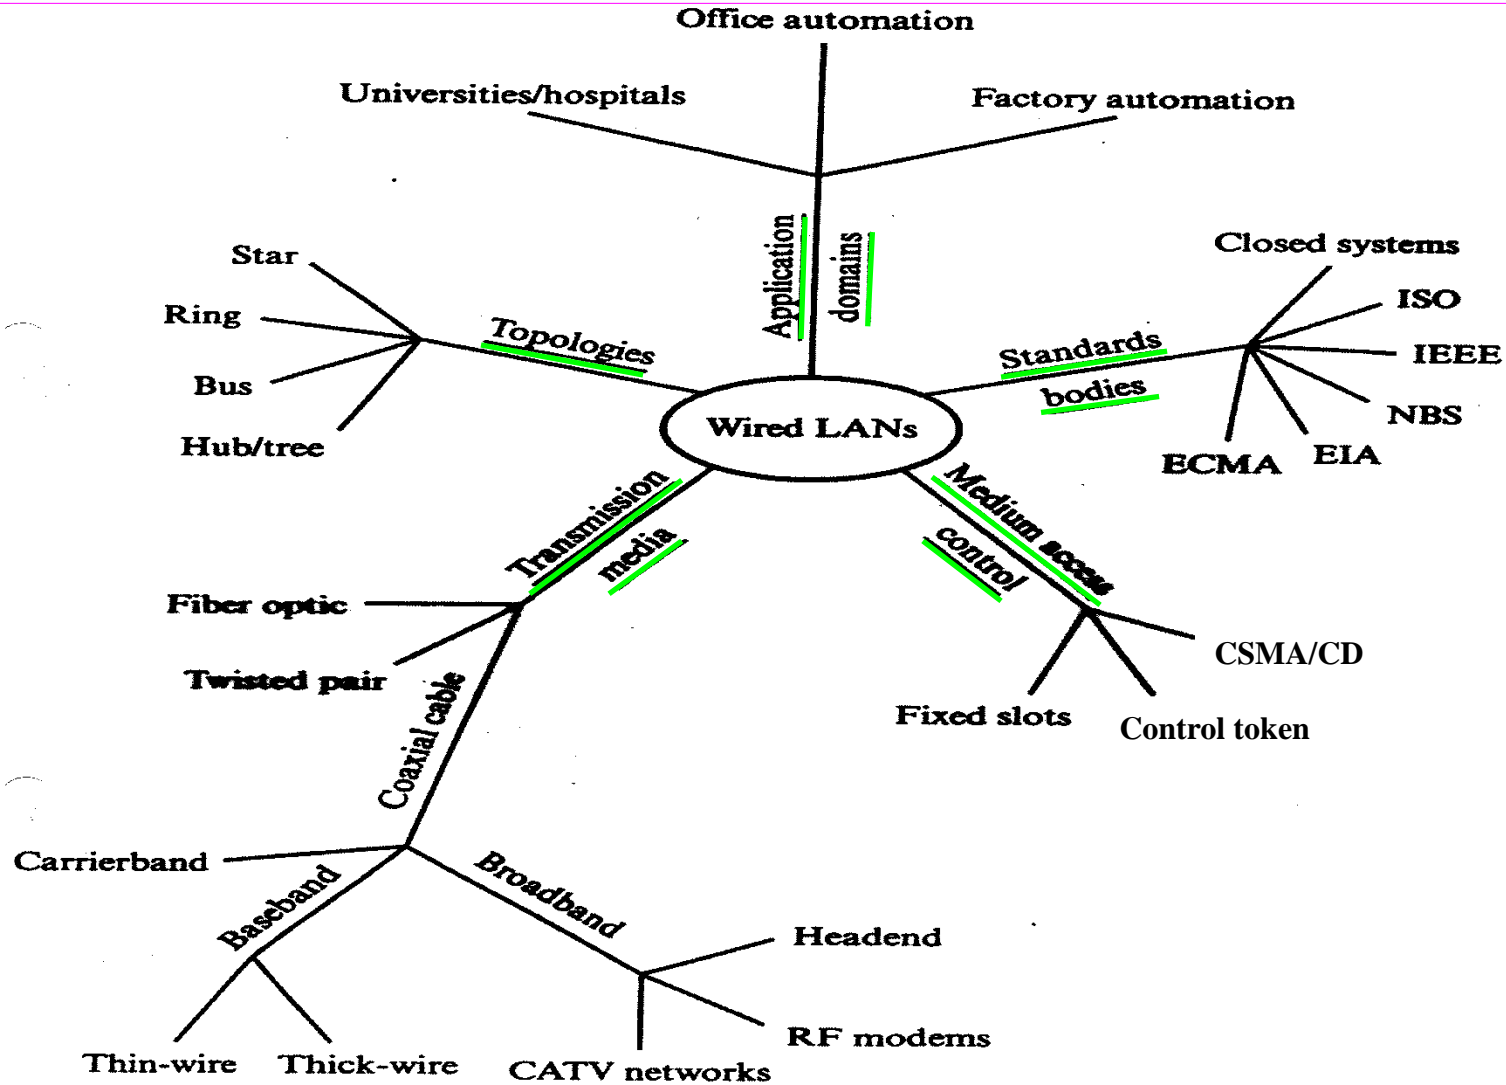 Office automation
Universities/hospitals
Factory automation
Application
domains
Star
Ring
Bus
Hub/tree
Topologies
Closed systems
ISO
IEEE
NBS
EIA
ECMA
Standards
bodies
Wired LANs
Transmission
media
Medium access
control
Fiber optic
Twisted pair
Coaxial cable
CSMA/CD
Control token
Fixed slots
Carrierband
Baseband
Broadband
Headend
RF modems
CATV networks
Thin-wire
Thick-wire